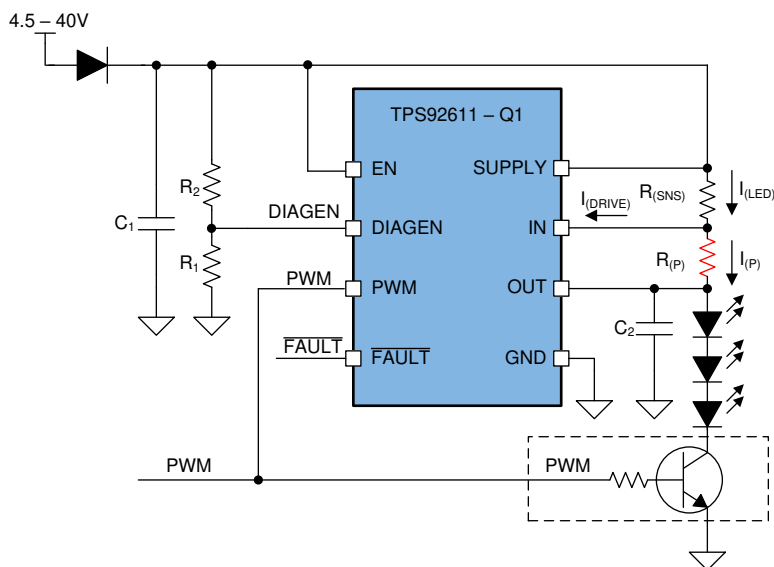 4.5 – 40V
TPS92611 – Q1
EN
SUPPLY
R(SNS)
I(LED)
I(DRIVE)
R2
DIAGEN
DIAGEN
IN
C1
R(P)
I(P)
R1
PWM
PWM
OUT
C2
FAULT
FAULT
GND
PWM
PWM